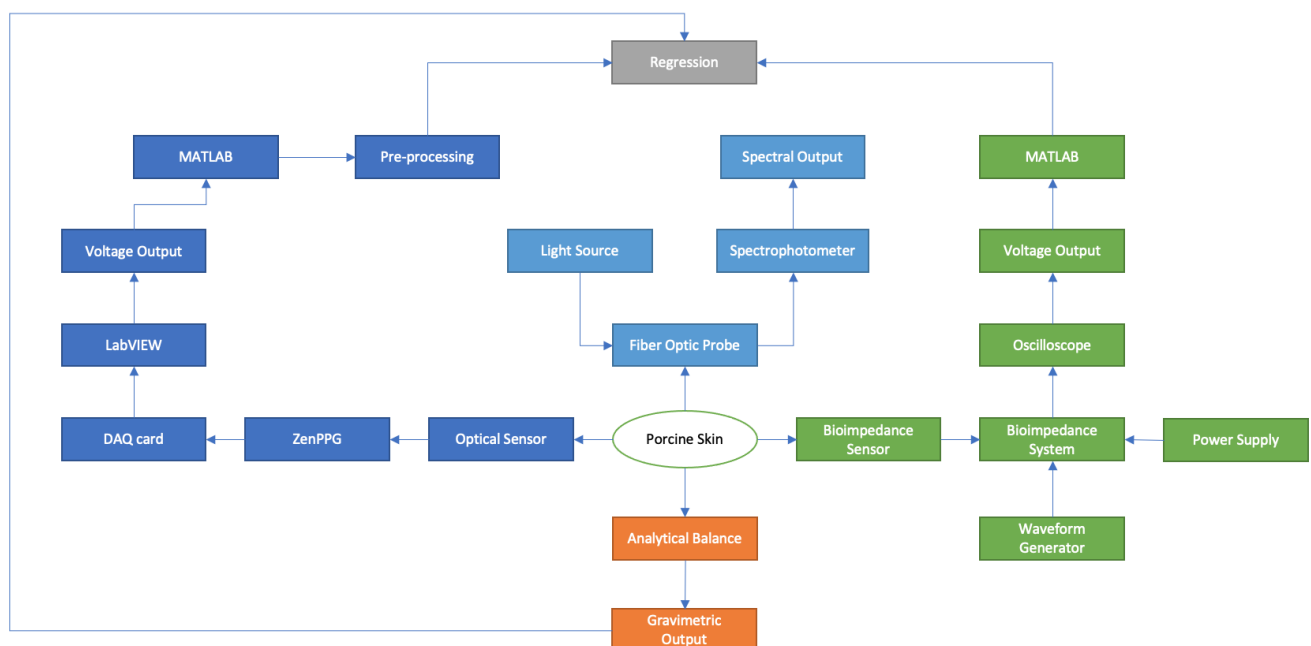 Regression
MATLAB
Pre-processing
Spectral Output
MATLAB
Voltage Output
Light Source
Spectrophotometer
Voltage Output
LabVIEW
Fiber Optic Probe
Oscilloscope
DAQ card
ZenPPG
Optical Sensor
Porcine Skin
Bioimpedance
Sensor
Bioimpedance
System
Power Supply
Analytical Balance
Waveform
Generator
Gravimetric
Output